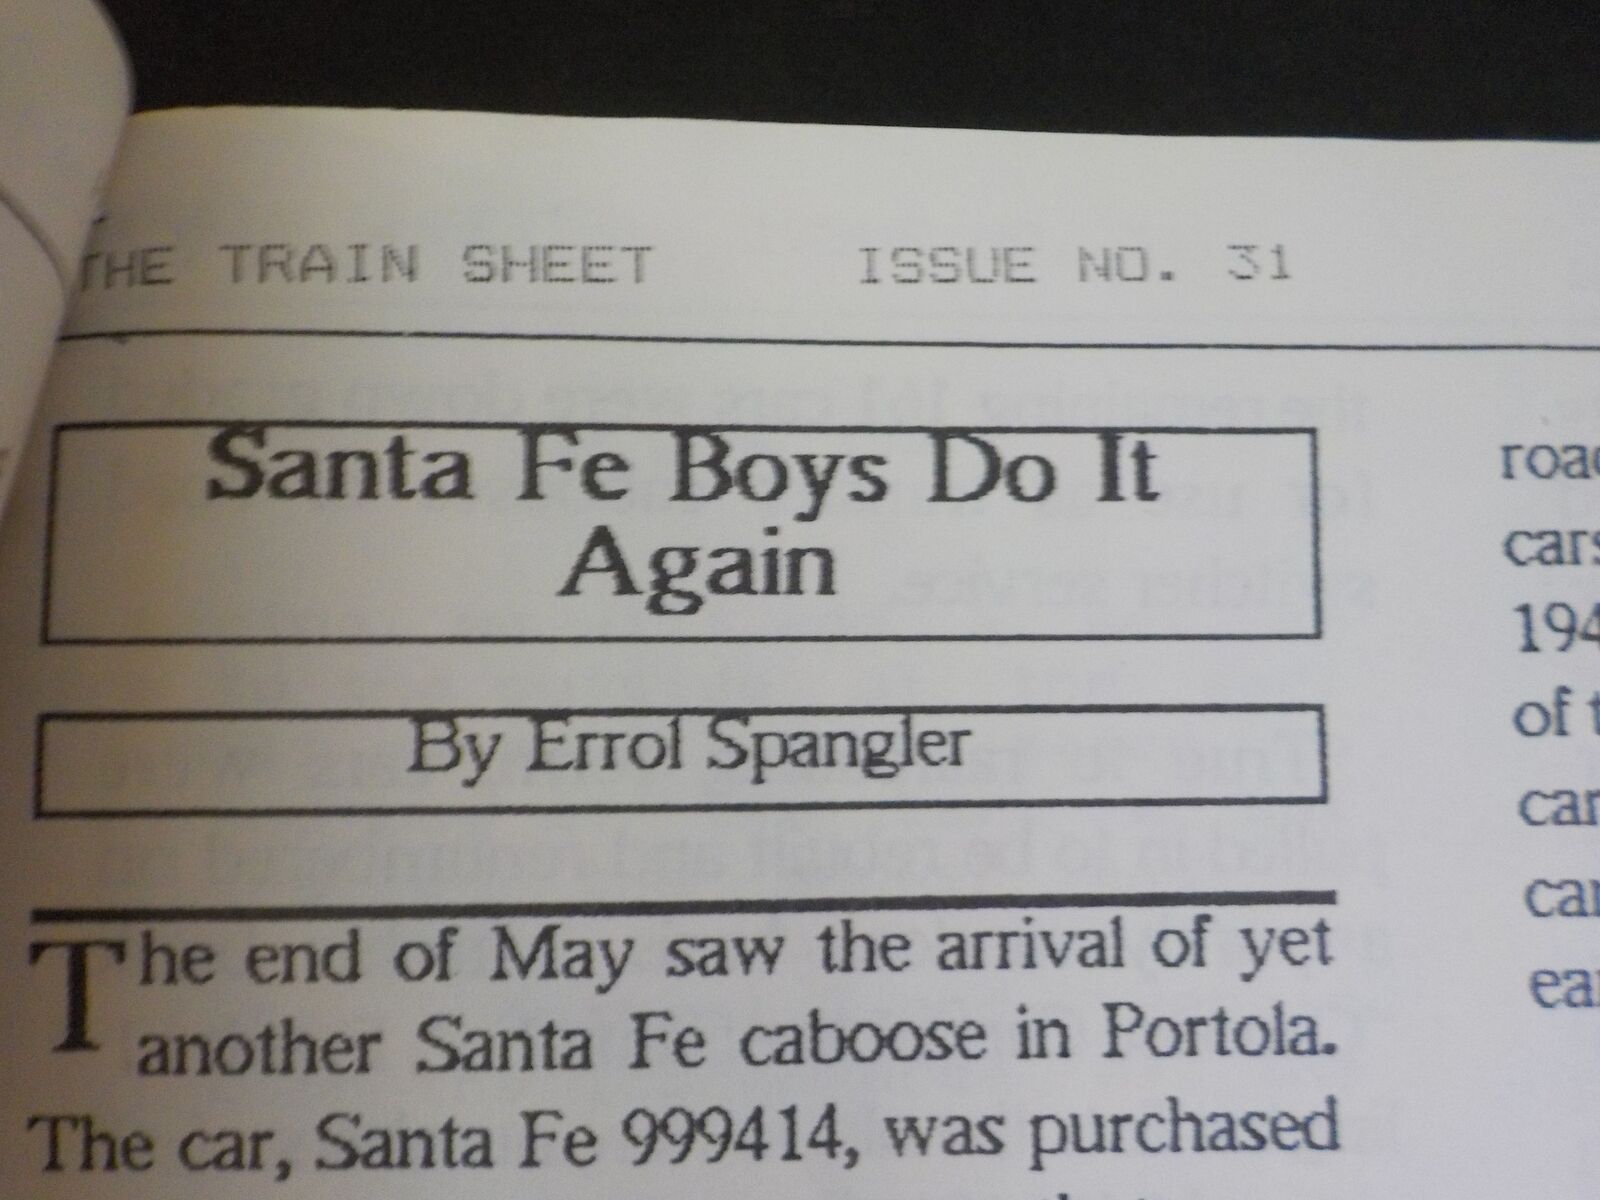 THE TRAIN SHEET ISSUE NO. 31
Santa Fe Boys Do It
Again
By Errol Spangler
The end of May saw the arrival of yet
another Santa Fe caboose in Portola.
The car, Santa Fe 999414, was purchased
of